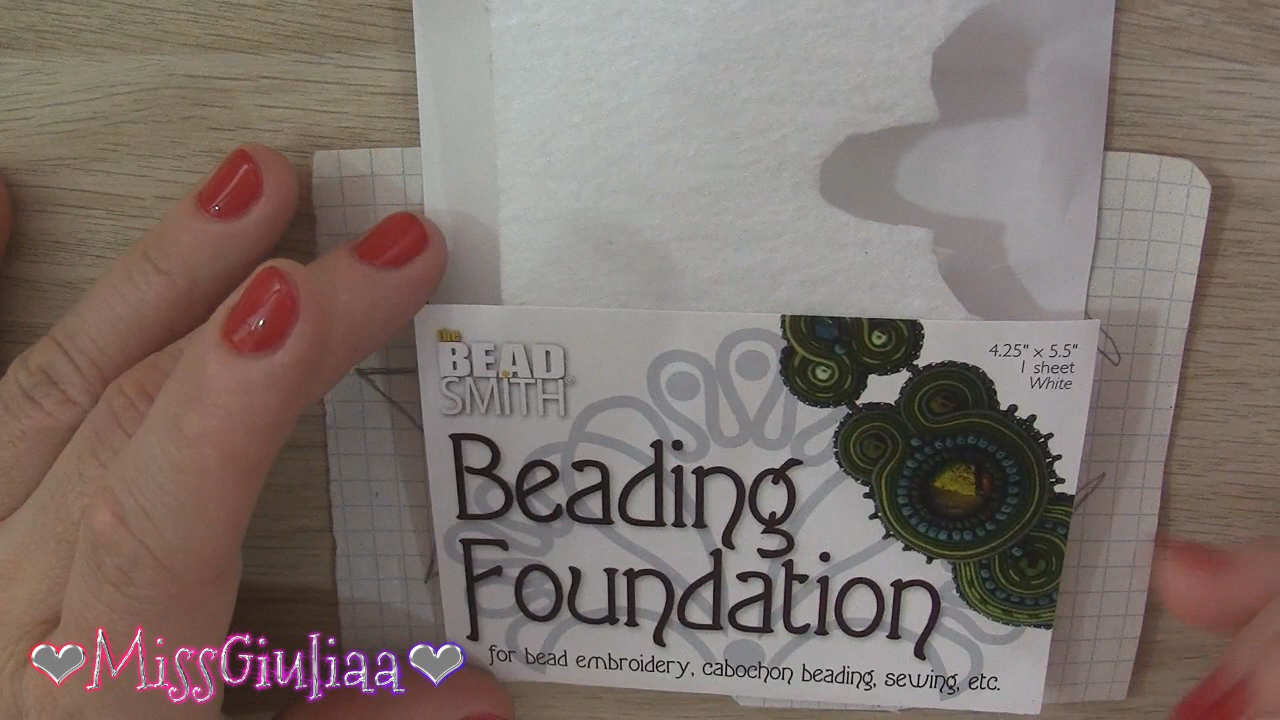 the
BEAD
SMITH®
4.25" x 5.5"
1 sheet
White
Beading
Foundation
for bead embroidery, cabochon beading, sewing, etc.
❤MissGiuliaa❤